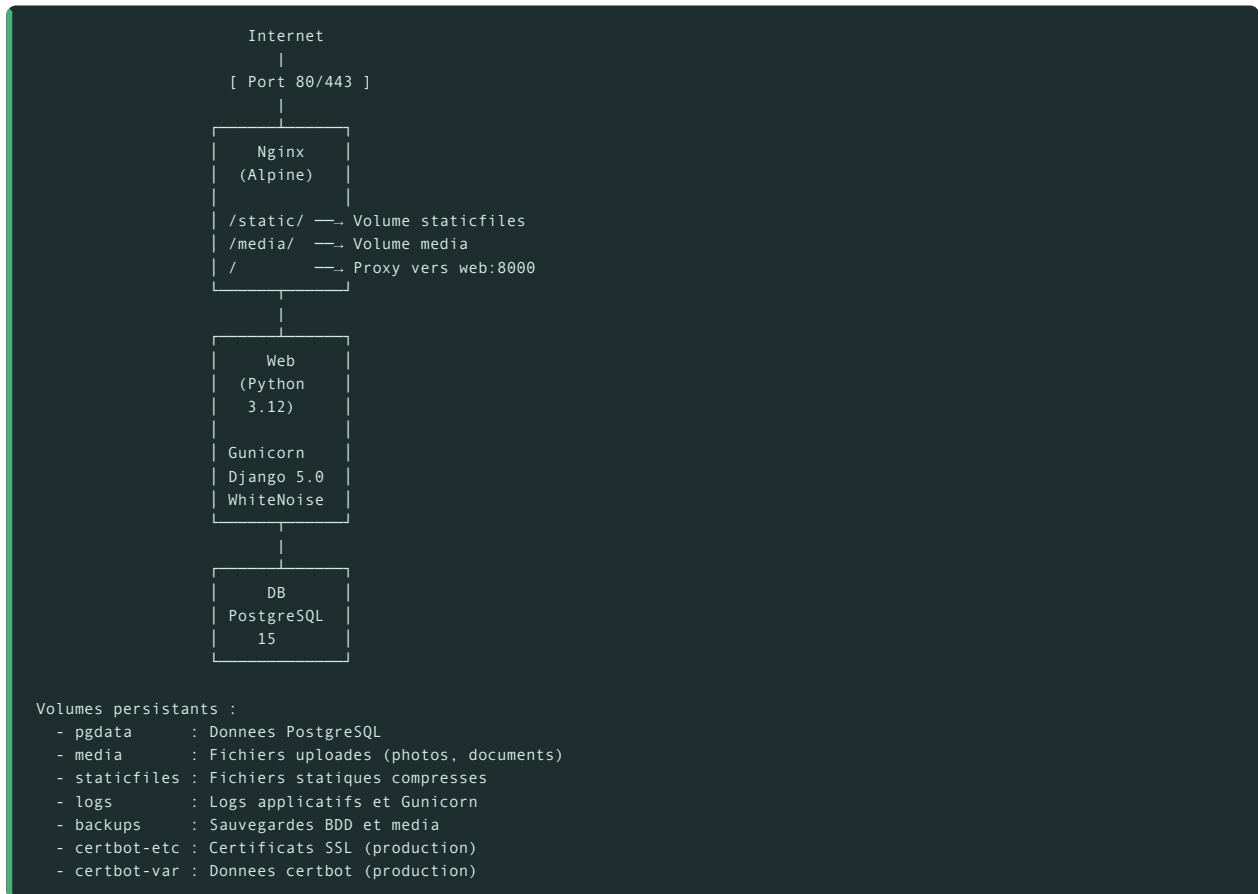 Internet
|
[ Port 80/443 ]
|
Nginx
(Alpine)
/static/ ──→ Volume staticfiles
/media/ ──→ Volume media
/ ──→ Proxy vers web:8000
|
Web
(Python
3.12)
Gunicorn
Django 5.0
WhiteNoise
|
DB
PostgreSQL
15
Volumes persistants :
- pgdata : Donnees PostgreSQL
- media : Fichiers uploades (photos, documents)
- staticfiles : Fichiers statiques compresses
- logs : Logs applicatifs et Gunicorn
- backups : Sauvegardes BDD et media
- certbot-etc : Certificats SSL (production)
- certbot-var : Donnees certbot (production)